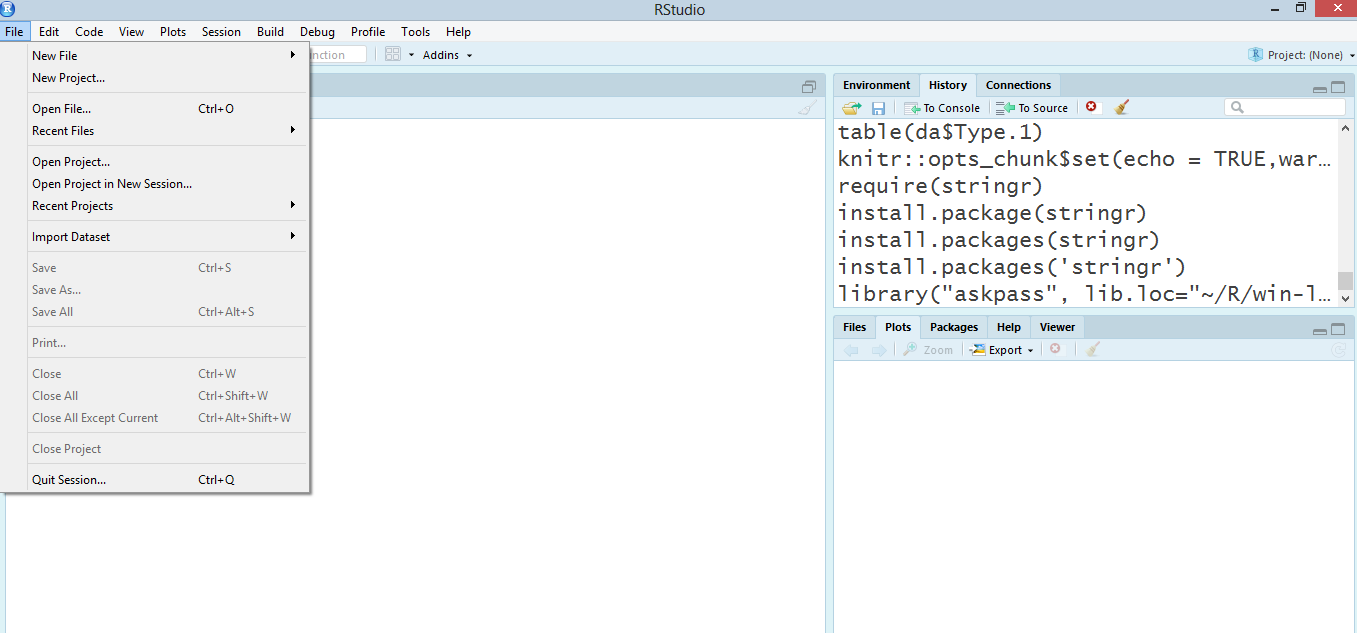 RStudio
File Edit Code View Plots Session Build Debug Profile Tools Help
nction Addins Project: (None)
New File
New Project...
Open File... Ctrl+O
Recent Files
Open Project...
Open Project in New Session...
Recent Projects
Import Dataset
Save Ctrl+S
Save As...
Save All Ctrl+Alt+S
Print...
Close Ctrl+W
Close All Ctrl+Shift+W
Close All Except Current Ctrl+Alt+Shift+W
Close Project
Quit Session... Ctrl+Q
Environment History Connections
To Console To Source
table(da$Type.1)
knitr::opts_chunk$set(echo = TRUE,war...
require(stringr)
install.package(stringr)
install.packages(stringr)
install.packages('stringr')
library("askpass", lib.loc="~/R/win-l...
Files Plots Packages Help Viewer
Zoom Export